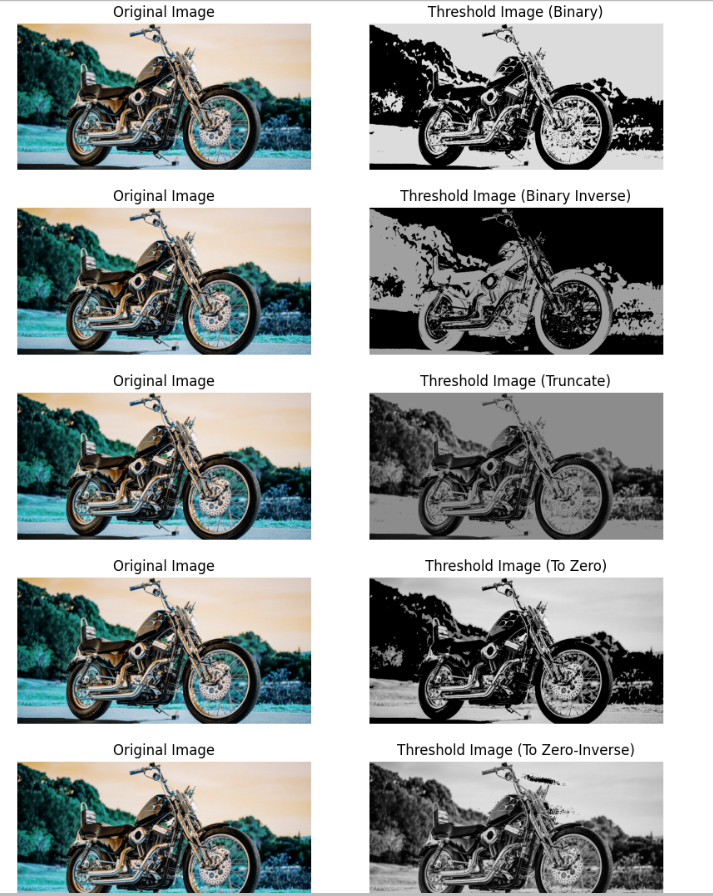 Original Image
Threshold Image (Binary)
Original Image
Threshold Image (Binary Inverse)
Original Image
Threshold Image (Truncate)
Original Image
Threshold Image (To Zero)
Original Image
Threshold Image (To Zero-Inverse)